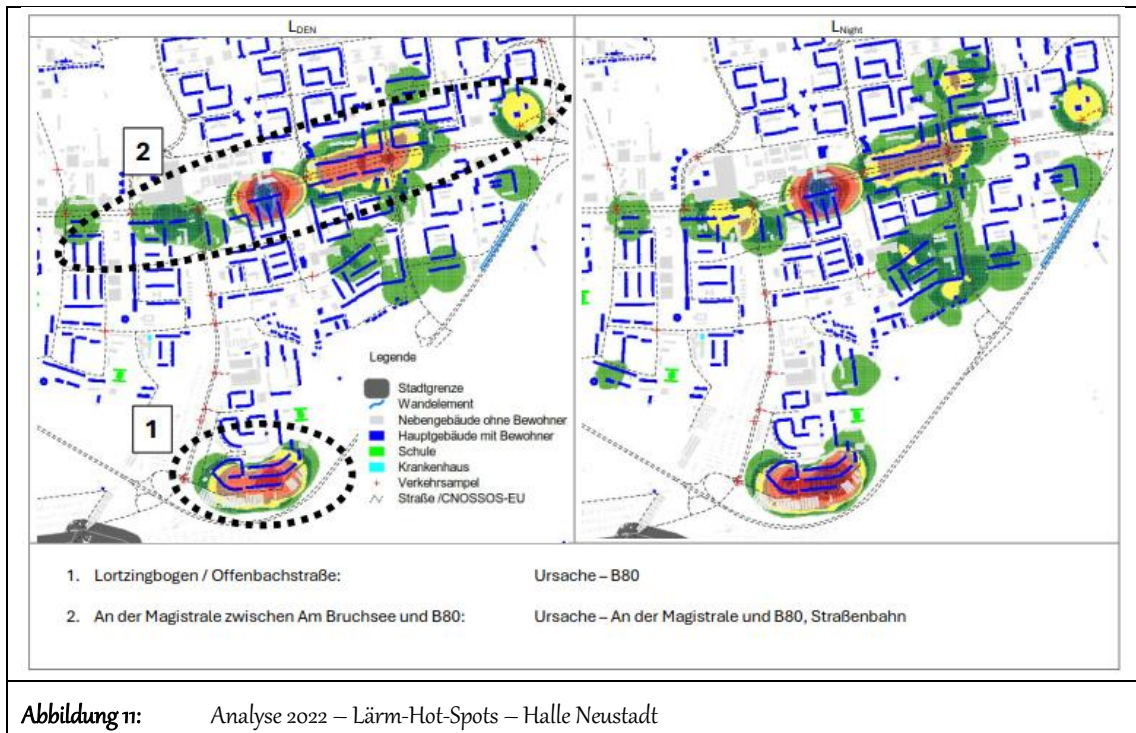 LDEN
LNight
2
1
Legende
Stadtgrenze
Wandelement
Nebengebäude ohne Bewohner
Hauptgebäude mit Bewohner
Schule
Krankenhaus
Verkehrsampel
Straße /CNOSSOS-EU
1. Lortzingbogen / Offenbachstraße: Ursache – B80
2. An der Magistrale zwischen Am Bruchsee und B80: Ursache – An der Magistrale und B80, Straßenbahn
Abbildung 11: Analyse 2022 – Lärm-Hot-Spots – Halle Neustadt